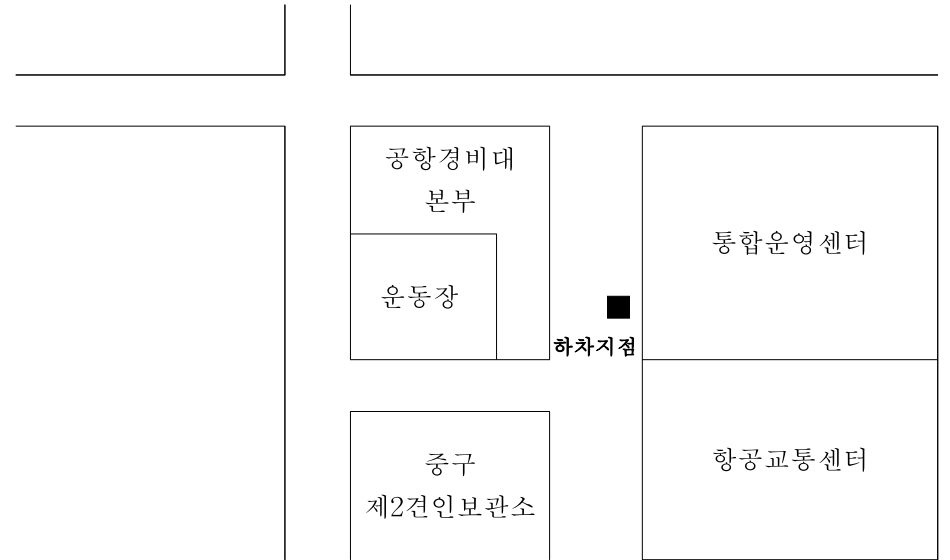 공항경비대
본부
통합운영센터
운동장
하차지점
중구
제2견인보관소
항공교통센터